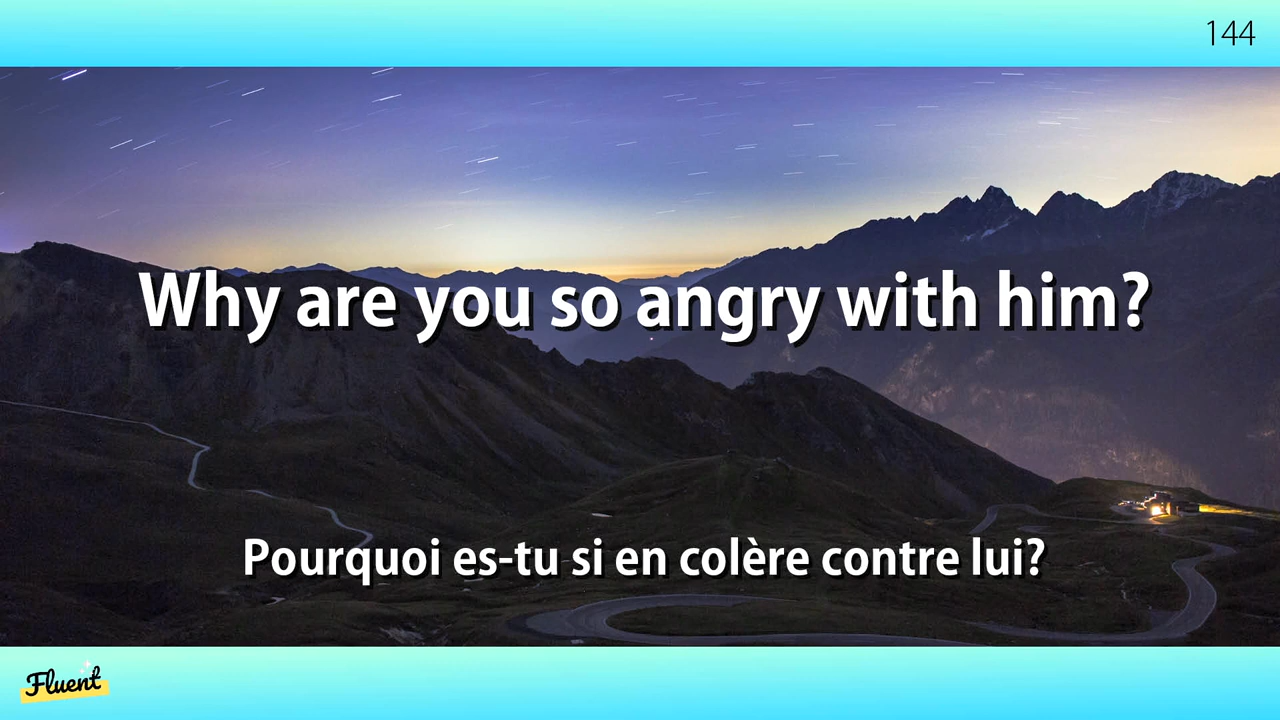 144
Why are you so angry with him?
Pourquoi es-tu si en colère contre lui?
Fluent